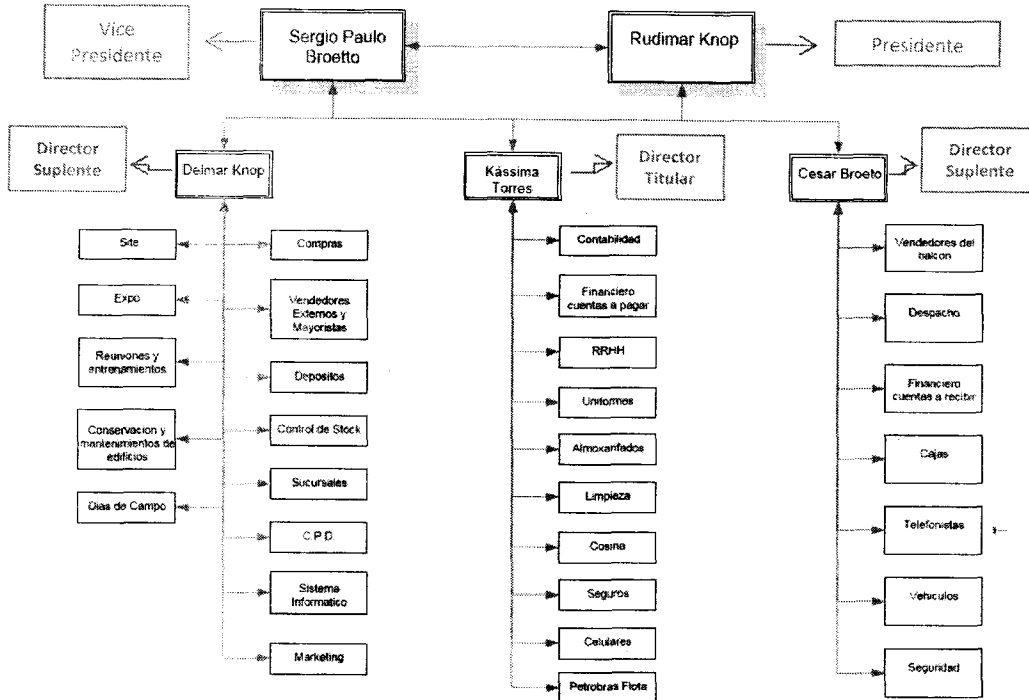 Vice
Presidente
Sergio Paulo
Broetto
Rudimar Knop
Presidente
Director
Suplente
Delmar Knop
Kássima
Torres
Director
Titular
Cesar Broeto
Director
Suplente
Site
Expo
Reuniones y
entrenamientos
Conservacion y
mantenimientos de
edificios
Dias de Campo
Compras
Vendedores
Externos y
Mayoristas
Depositos
Control de Stock
Sucursales
C.P.D.
Sistema
Informatico
Marketing
Contabilidad
Financiero
cuentas a pagar
RRHH
Uniformes
Almoxarifados
Limpieza
Cosina
Seguros
Celulares
Petrobras Flota
Vendedores del
balcon
Despacho
Financiero
cuentas a recibir
Cajas
Telefonistas
Vehiculos
Seguridad